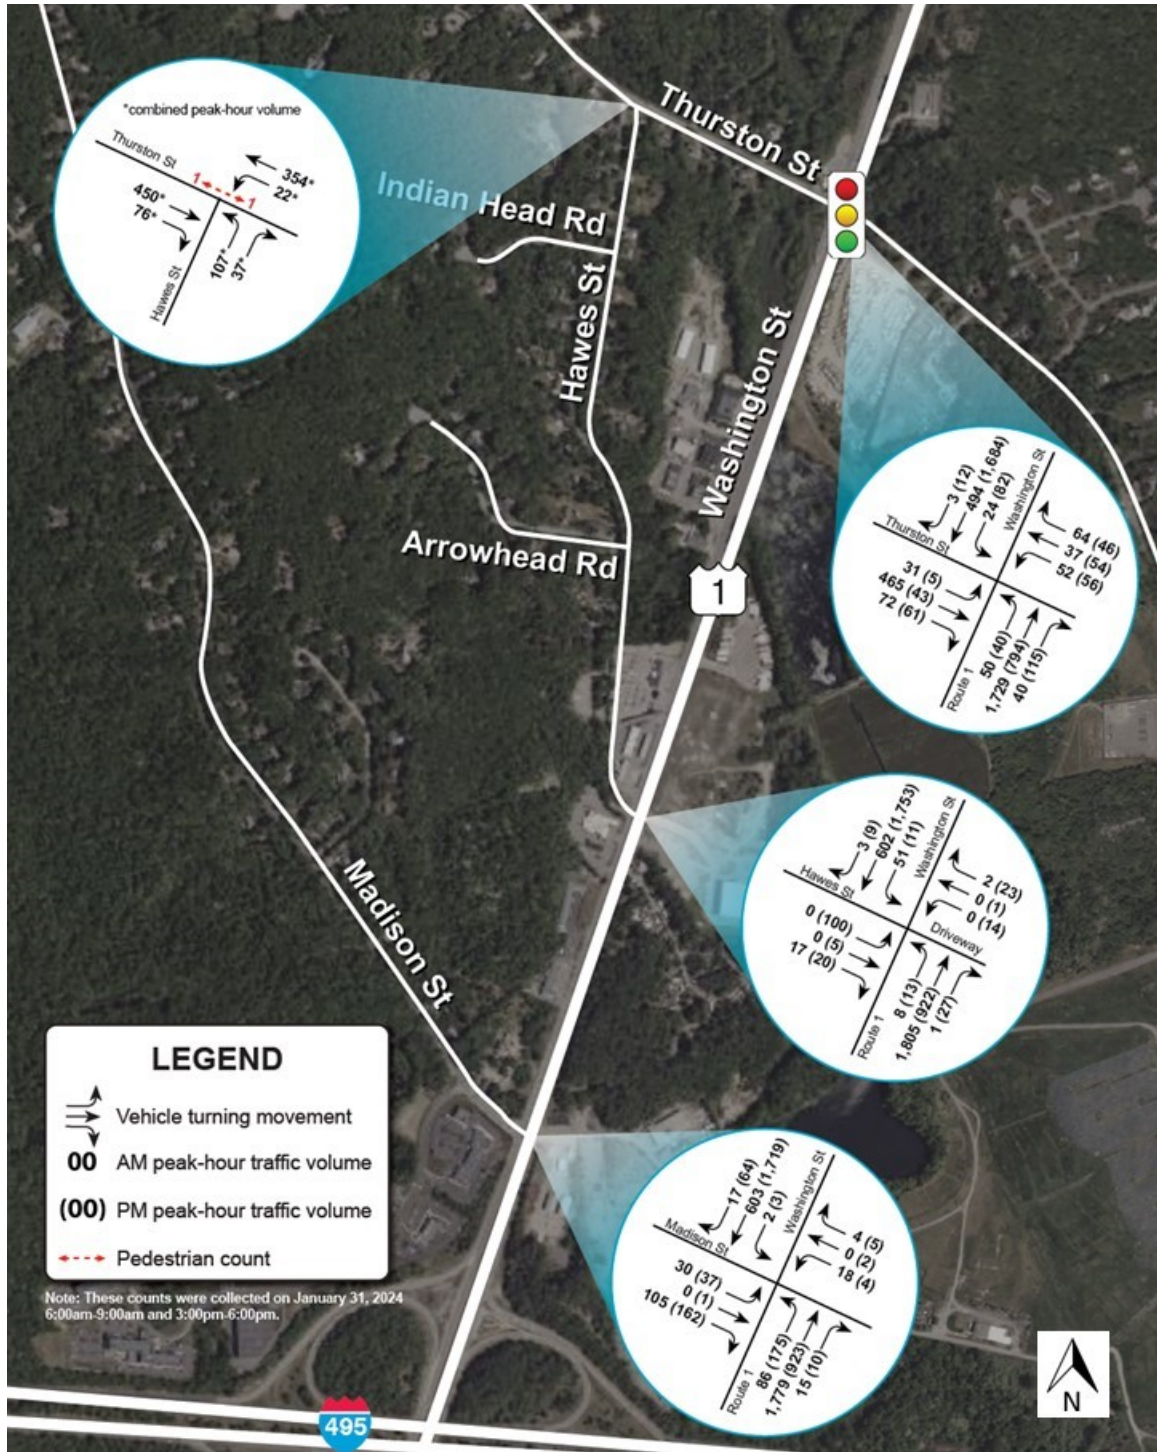 *combined peak-hour volume
Thurston St
1
1
354*
22*
450*
76*
107*
37*
Hawes St
Thurston St
Indian Head Rd
Hawes St
Washington St
Arrowhead Rd
1
Madison St
3 (12)
494 (1,684)
24 (82)
Washington St
Thurston St
64 (46)
37 (54)
52 (56)
31 (5)
465 (43)
72 (61)
50 (40)
1,729 (794)
40 (115)
Route 1
3 (9)
602 (1,753)
51 (11)
Washington St
Hawes St
2 (23)
0 (1)
0 (14)
Driveway
0 (100)
0 (5)
17 (20)
8 (13)
1,805 (922)
1 (27)
Route 1
17 (64)
603 (1,719)
2 (3)
Washington St
Madison St
4 (5)
0 (2)
18 (4)
30 (37)
0 (1)
105 (162)
86 (175)
1,779 (923)
15 (10)
Route 1
LEGEND
Vehicle turning movement
00 AM peak-hour traffic volume
(00) PM peak-hour traffic volume
Pedestrian count
Note: These counts were collected on January 31, 2024
6:00am-9:00am and 3:00pm-6:00pm.
495
N